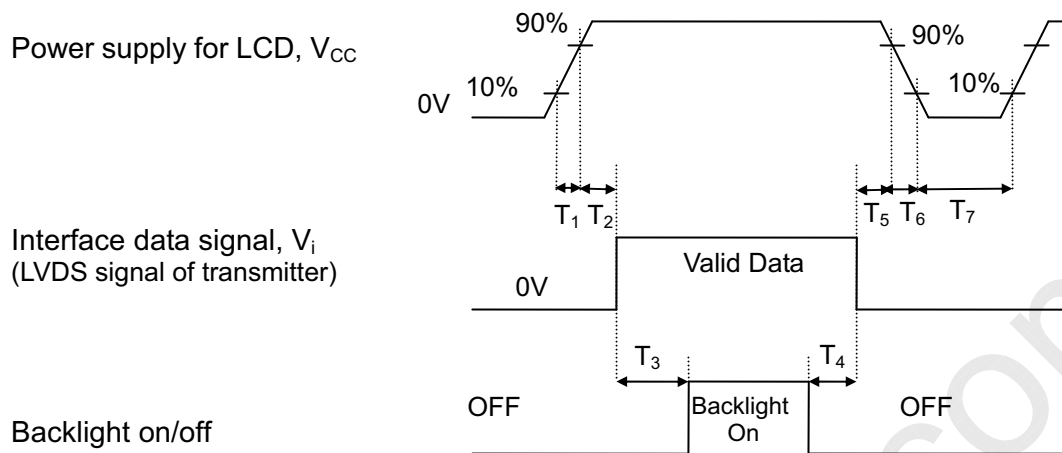 90%
90%
Power supply for LCD, VCC
10%
10%
0V
T1 T2
T5 T6 T7
Interface data signal, Vi
(LVDS signal of transmitter)
Valid Data
0V
T3
T4
OFF
Backlight
On
OFF
Backlight on/off